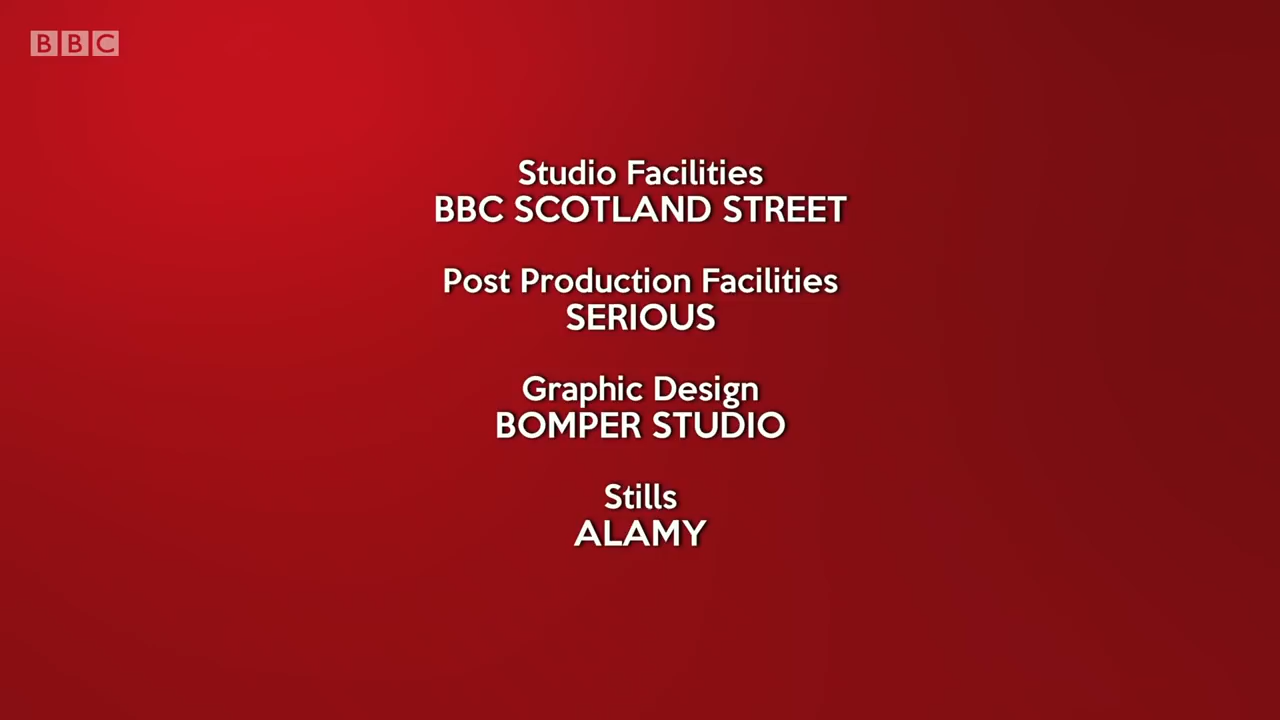 BBC
Studio Facilities
BBC SCOTLAND STREET
Post Production Facilities
SERIOUS
Graphic Design
BOMPER STUDIO
Stills
ALAMY